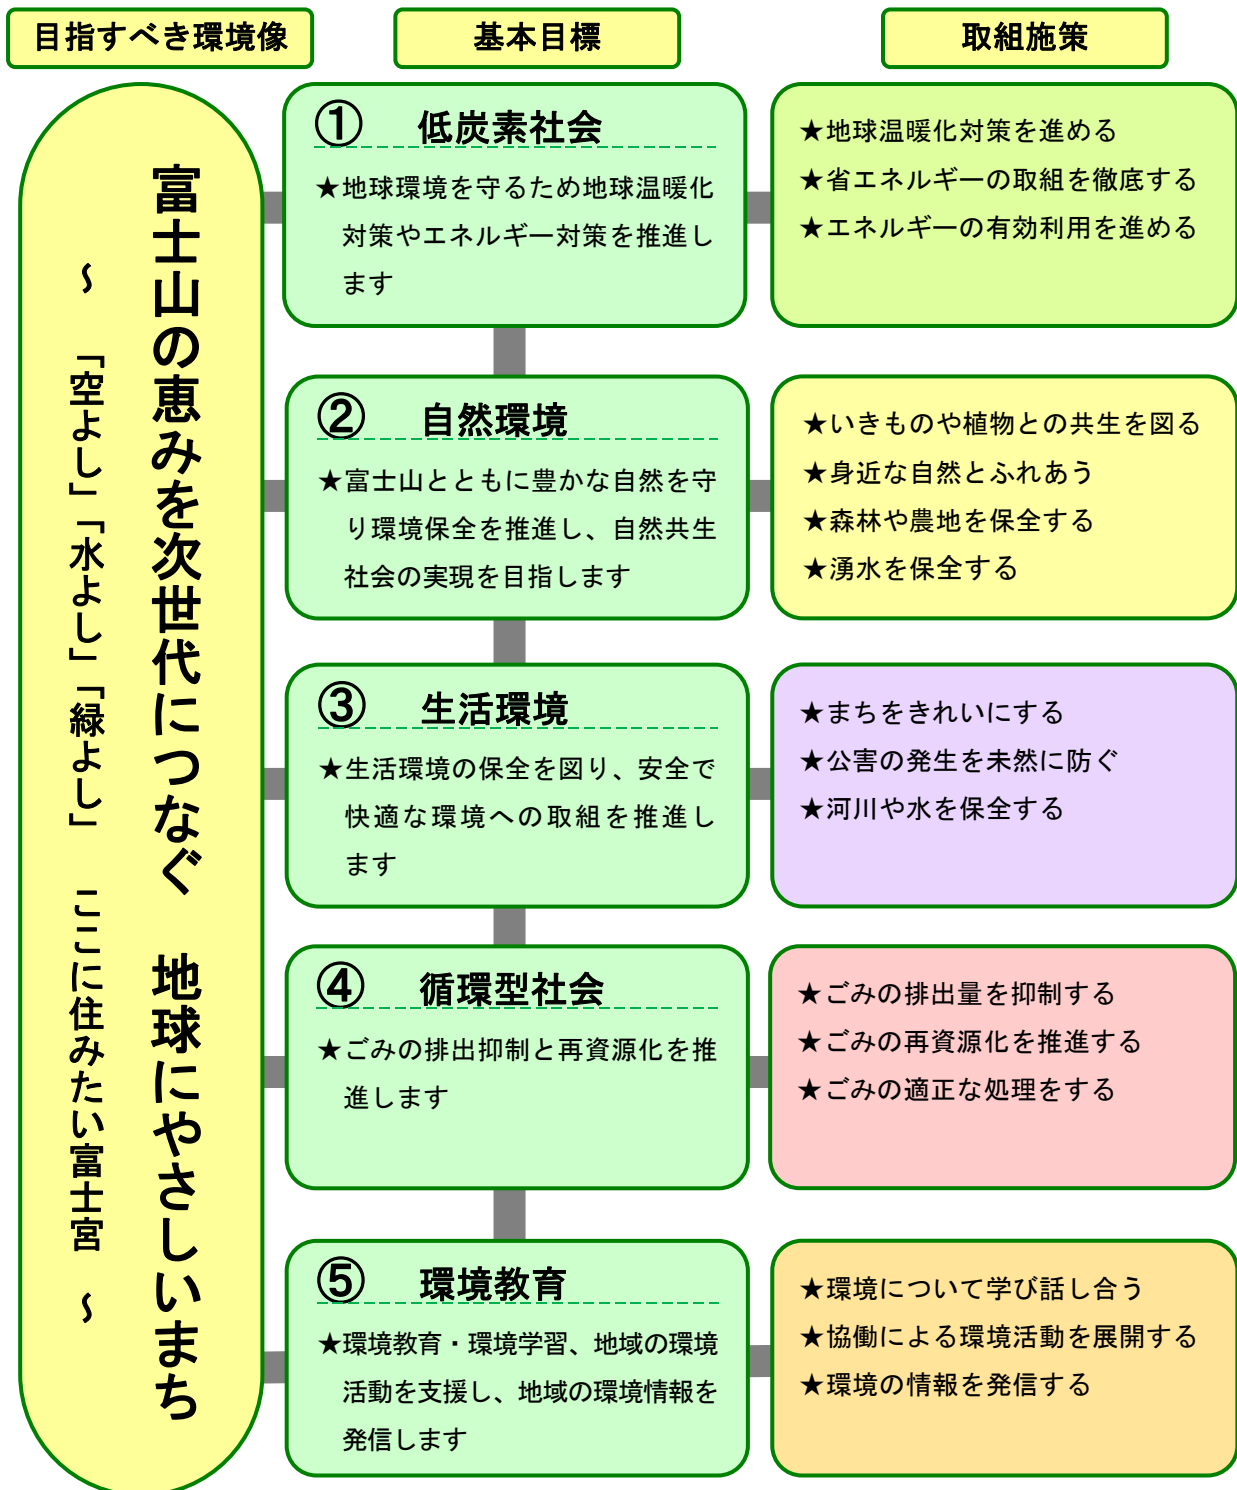 目指すべき環境像
基本目標
取組施策
富士山の恵みを次世代につなぐ　地球にやさしいまち
～　「空よし」「水よし」「緑よし」　ここに住みたい富士宮　～
①　低炭素社会
★地球環境を守るため地球温暖化
対策やエネルギー対策を推進し
ます
★地球温暖化対策を進める
★省エネルギーの取組を徹底する
★エネルギーの有効利用を進める
②　自然環境
★富士山とともに豊かな自然を守
り環境保全を推進し、自然共生
社会の実現を目指します
★いきものや植物との共生を図る
★身近な自然とふれあう
★森林や農地を保全する
★湧水を保全する
③　生活環境
★生活環境の保全を図り、安全で
快適な環境への取組を推進し
ます
★まちをきれいにする
★公害の発生を未然に防ぐ
★河川や水を保全する
④　循環型社会
★ごみの排出抑制と再資源化を推
進します
★ごみの排出量を抑制する
★ごみの再資源化を推進する
★ごみの適正な処理をする
⑤　環境教育
★環境教育・環境学習、地域の環境
活動を支援し、地域の環境情報を
発信します
★環境について学び話し合う
★協働による環境活動を展開する
★環境の情報を発信する